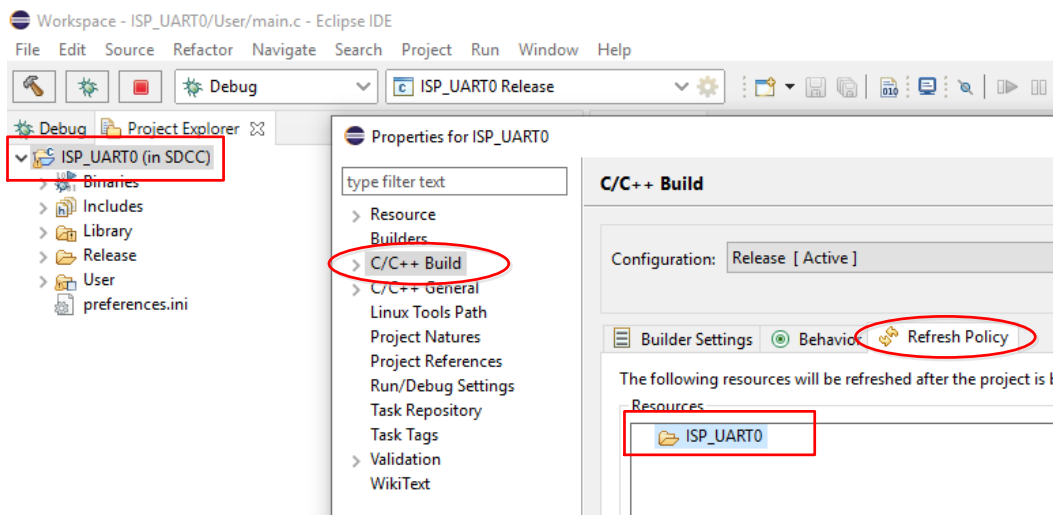 Workspace - ISP_UART0/User/main.c - Eclipse IDE
File Edit Source Refactor Navigate Search Project Run Window Help
Debug
ISP_UART0 Release
Debug
Project Explorer
ISP_UART0 (in SDCC)
Binaries
Includes
Library
Release
User
preferences.ini
Properties for ISP_UART0
type filter text
Resource
Builders
C/C++ Build
C/C++ General
Linux Tools Path
Project Natures
Project References
Run/Debug Settings
Task Repository
Task Tags
Validation
WikiText
C/C++ Build
Configuration: Release [ Active ]
Builder Settings Behavior Refresh Policy
The following resources will be refreshed after the project is
Resources
ISP_UART0